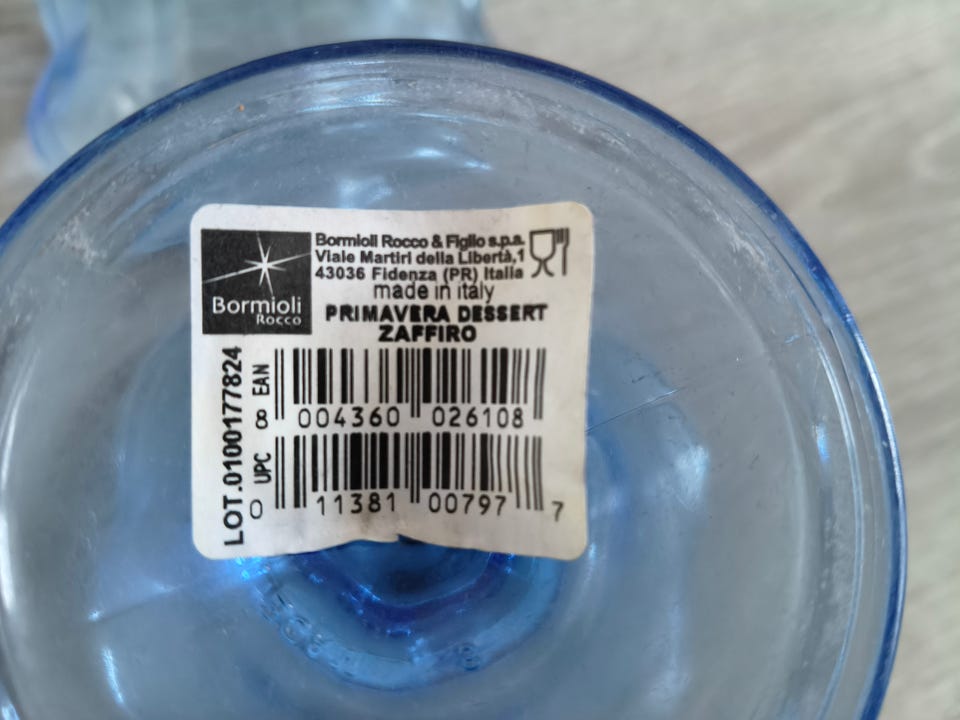 Bormioli
Rocco
Bormioli Rocco & Figlio s.p.a.
Viale Martiri della Libertà,1
43036 Fidenza (PR) Italia
made in italy
PRIMAVERA DESSERT
ZAFFIRO
LOT.0100177824
EAN
8 004360 026108
UPC
0 11381 00797 7